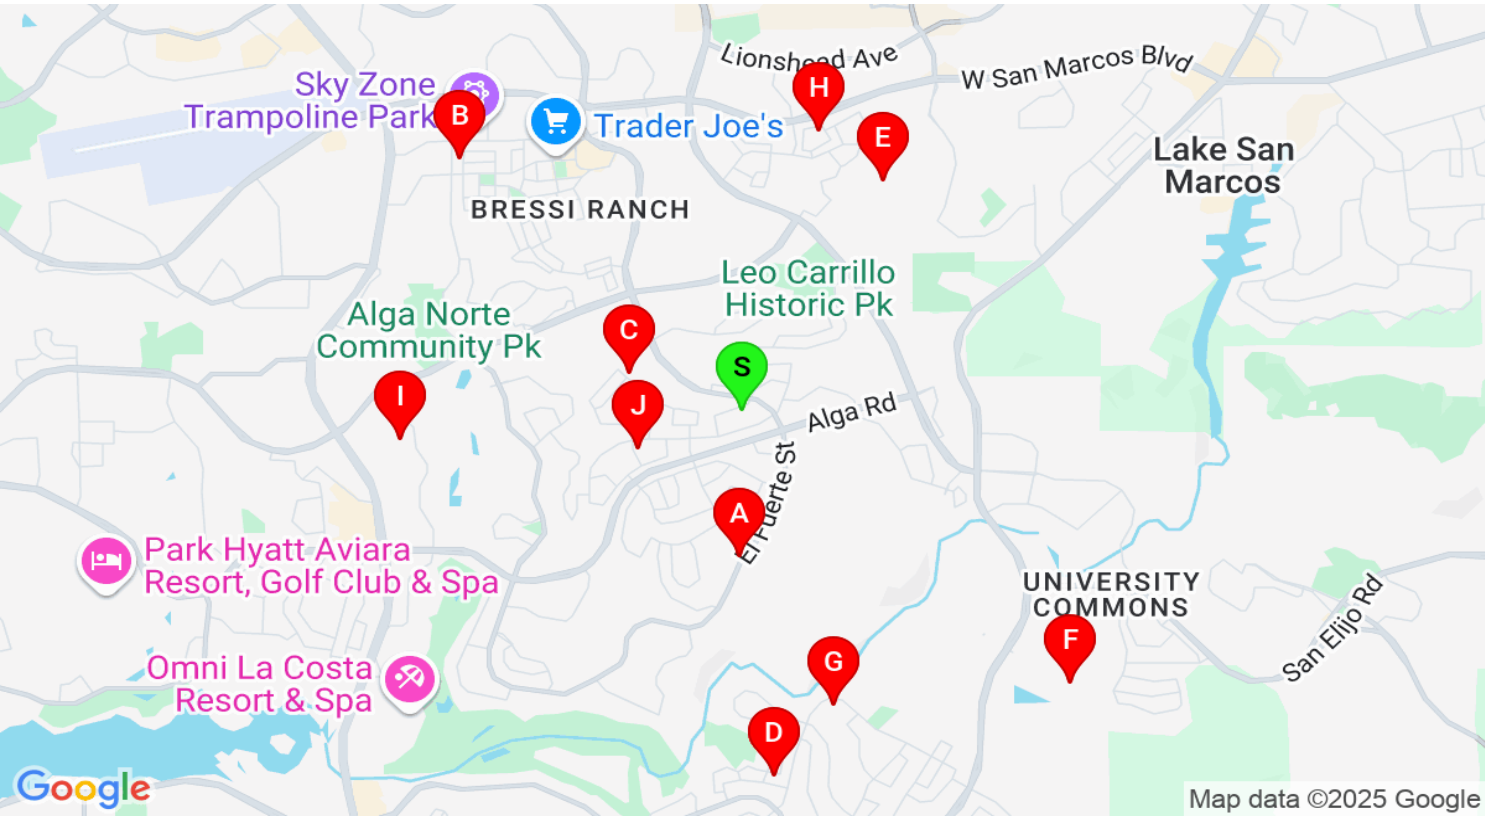 Lionshead Ave
W San Marcos Blvd
Sky Zone
Trampoline Park
B
H
Trader Joe's
E
Lake San
Marcos
BRESSI RANCH
Leo Carrillo
Historic Pk
Alga Norte
Community Pk
C
S
I
J
Alga Rd
El Fuerte St
A
Park Hyatt Aviara
Resort, Golf Club & Spa
UNIVERSITY
COMMONS
F
San Elijo Rd
G
Omni La Costa
Resort & Spa
D
Google
Map data ©2025 Google